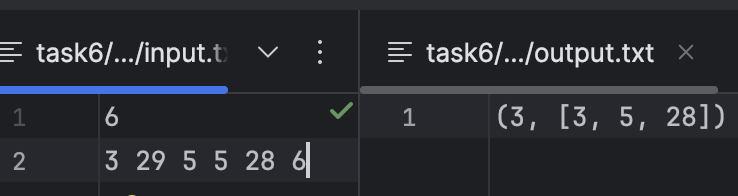 task6/.../input.tx
task6/.../output.txt
1 6
2 3 29 5 5 28 6
1 (3, [3, 5, 28])